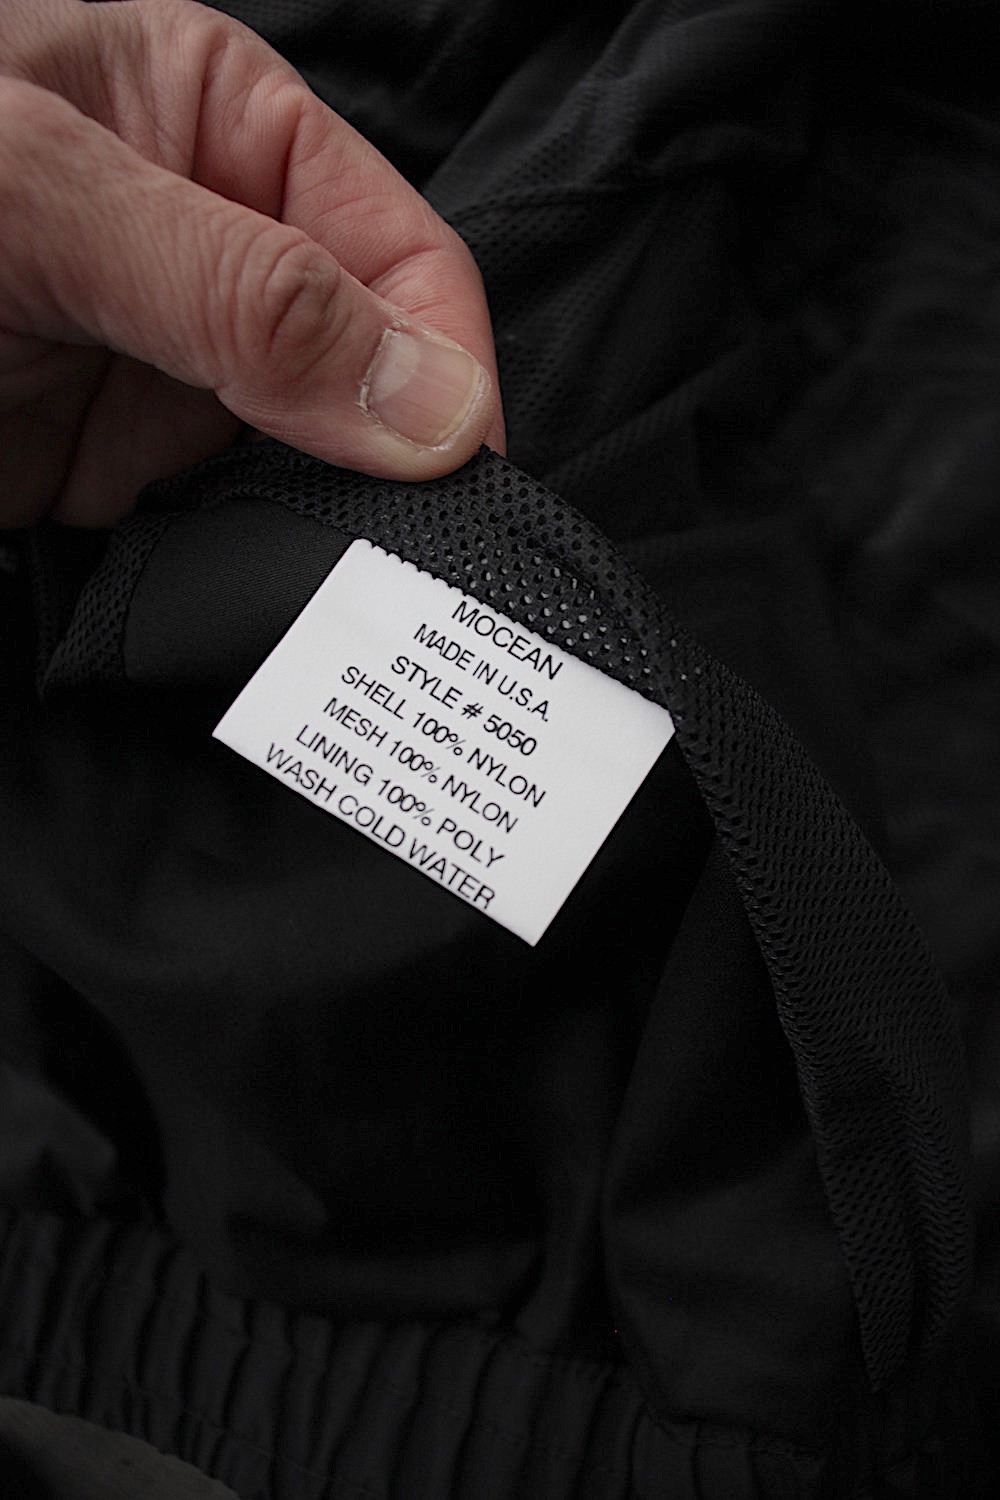 MOCEAN
MADE IN U.S.A.
STYLE # 5050
SHELL 100% NYLON
MESH 100% NYLON
LINING 100% POLY
WASH COLD WATER